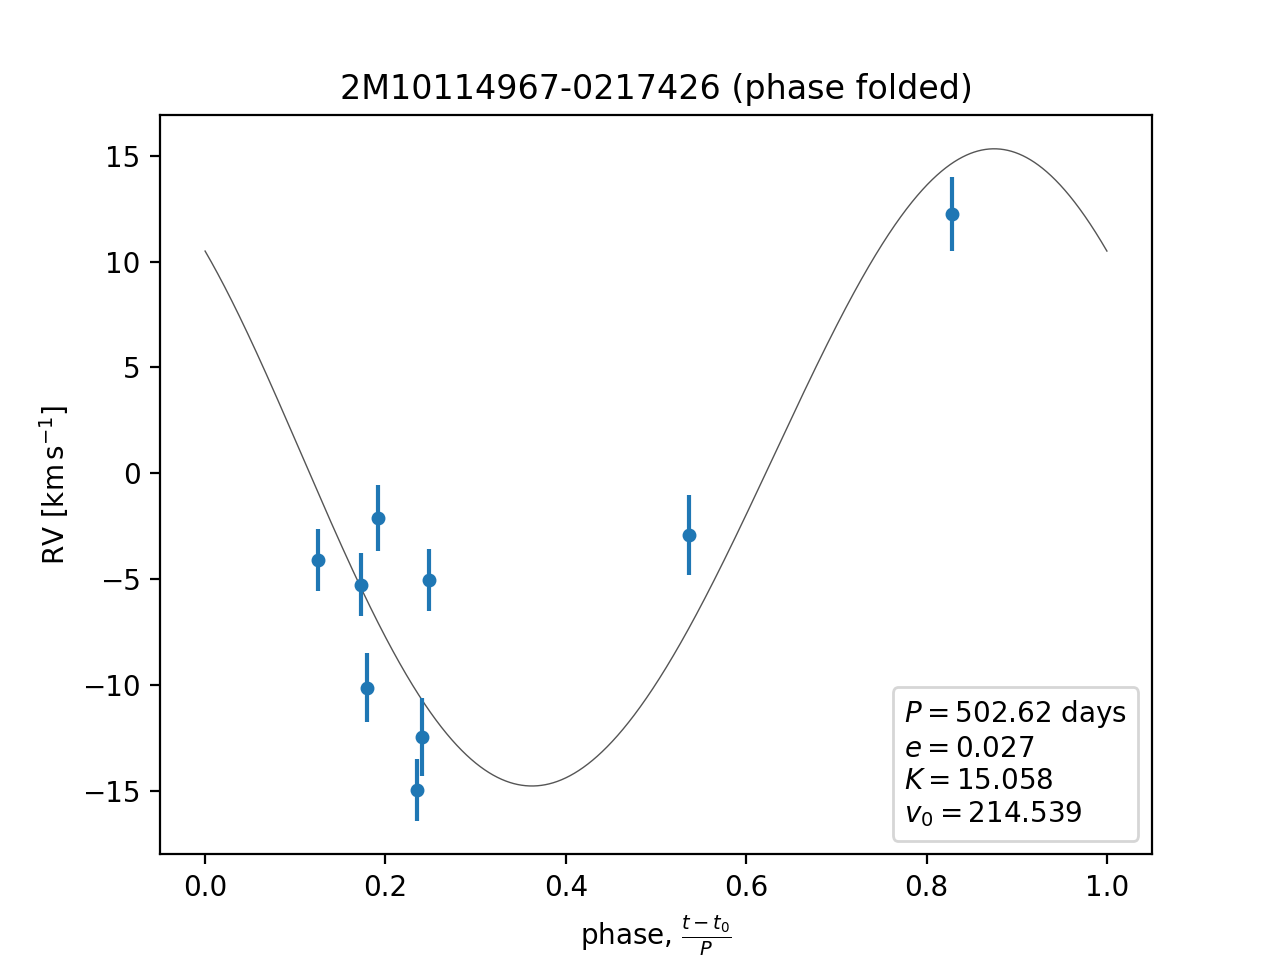 2M10114967-0217426 (phase folded)
RV [km s⁻¹]
15
10
5
0
−5
−10
−15
P = 502.62 days
e = 0.027
K = 15.058
v₀ = 214.539
0.0 0.2 0.4 0.6 0.8 1.0
phase, (t − t₀)/P